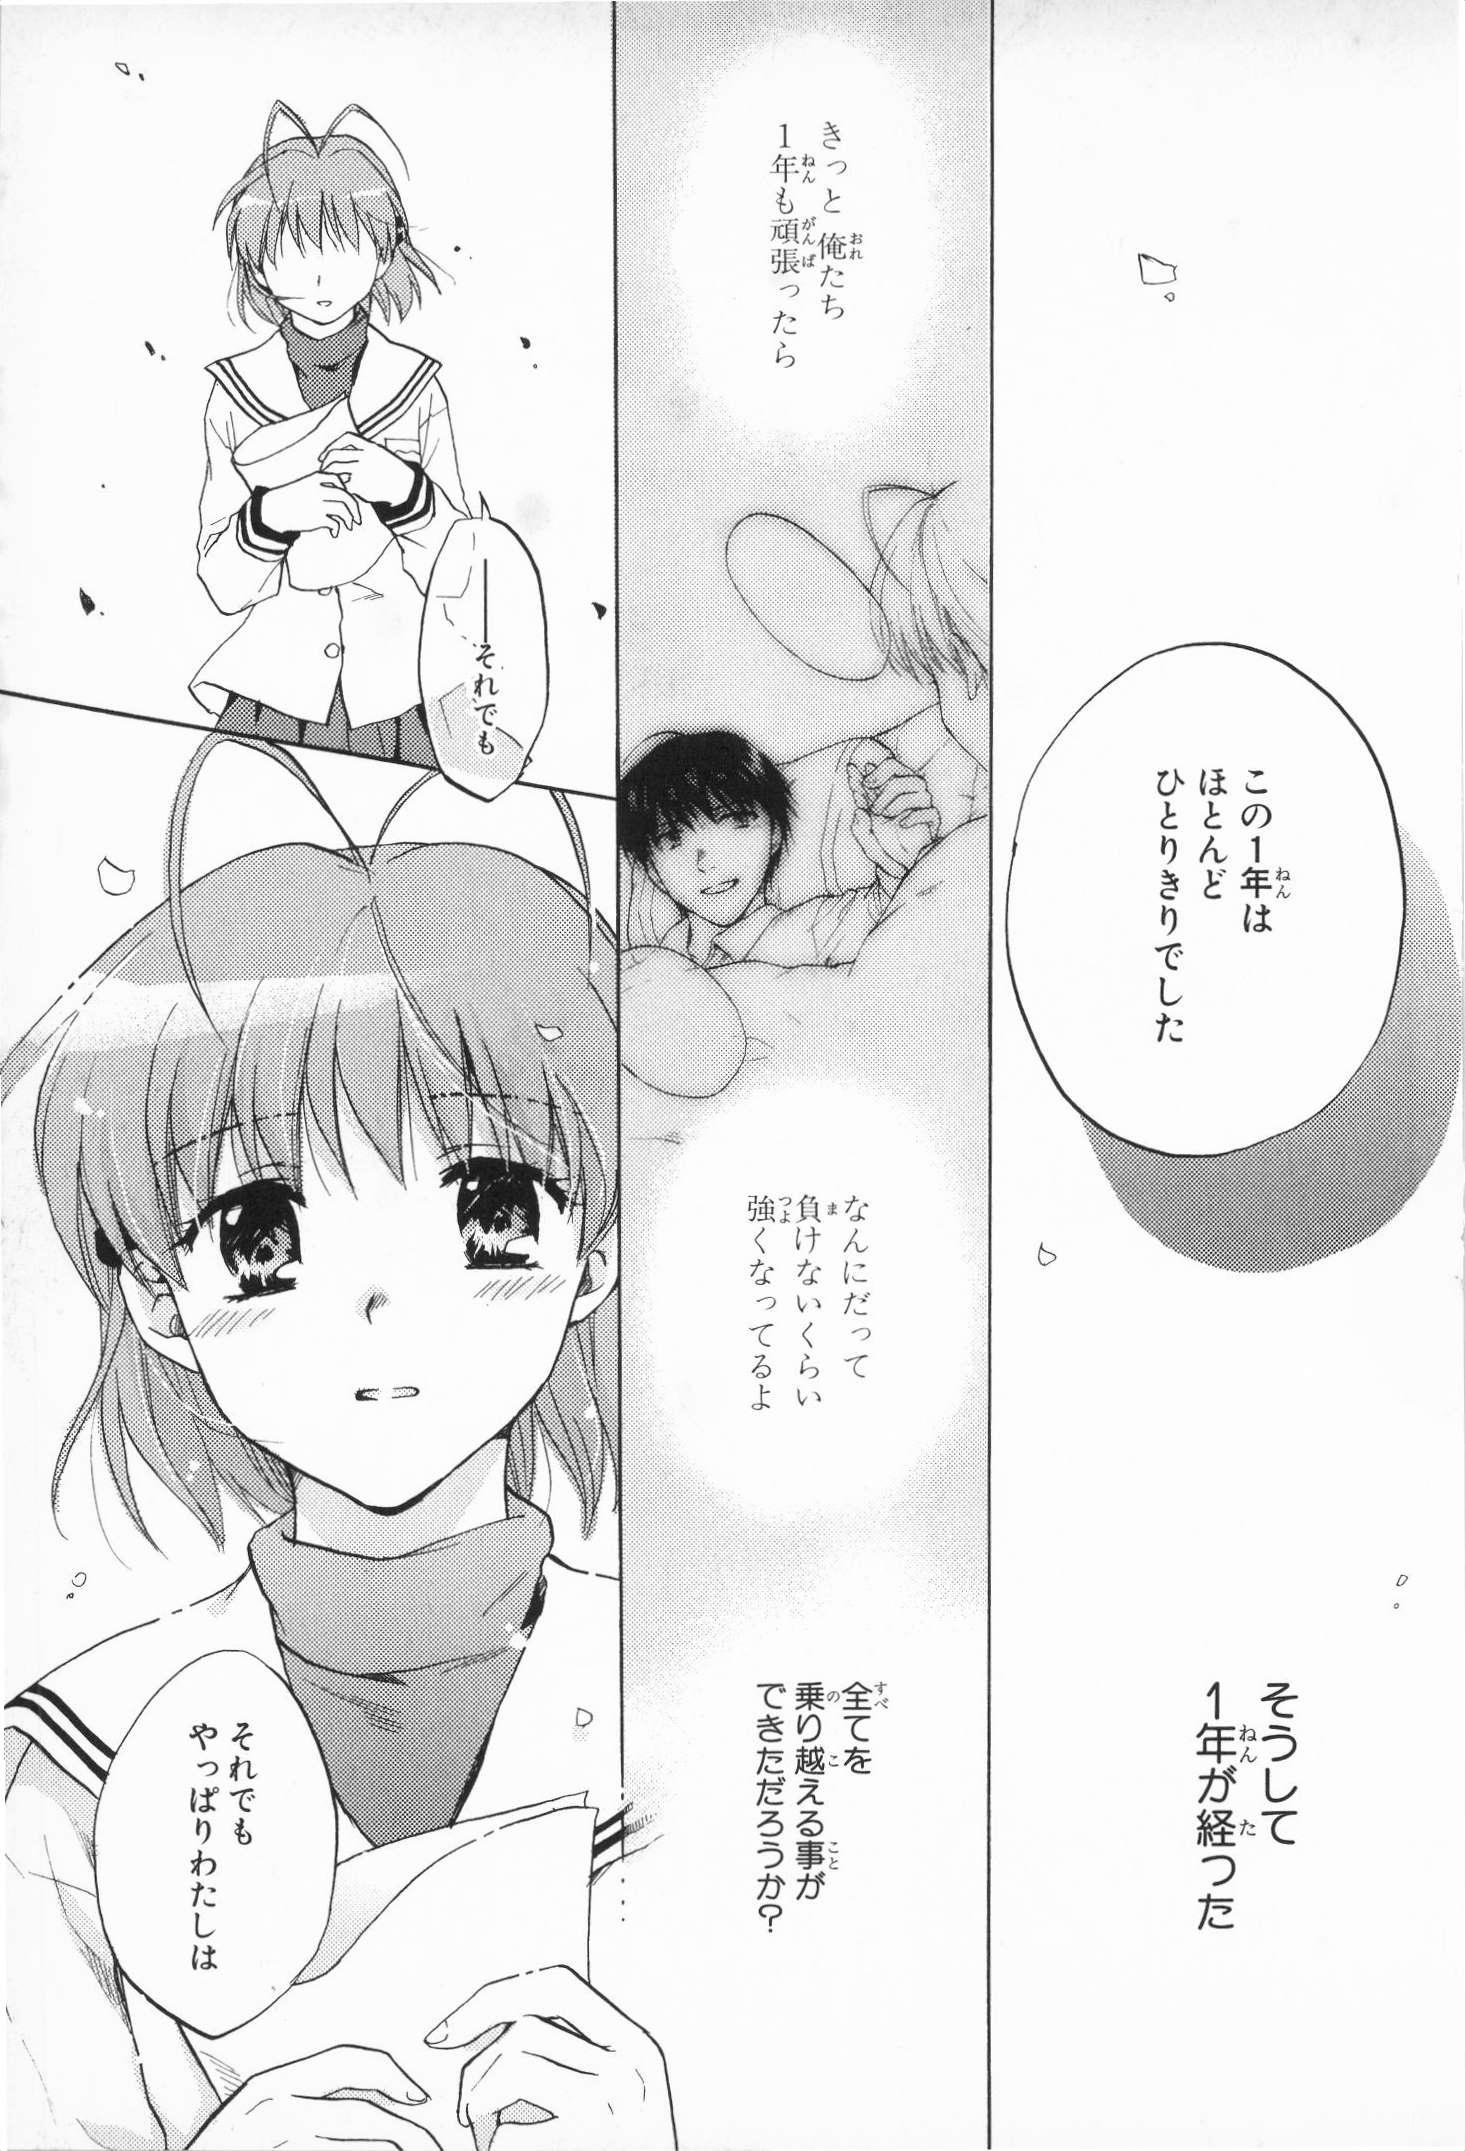 この1年は
ほとんど
ひとりきりでした
そうして
1年が経った
きっと俺たち
1年も頑張ったら
なんにだって
負けないくらい
強くなってるよ
全てを
乗り越える事が
できただろうか?
――それでも
それでも
やっぱりわたしは